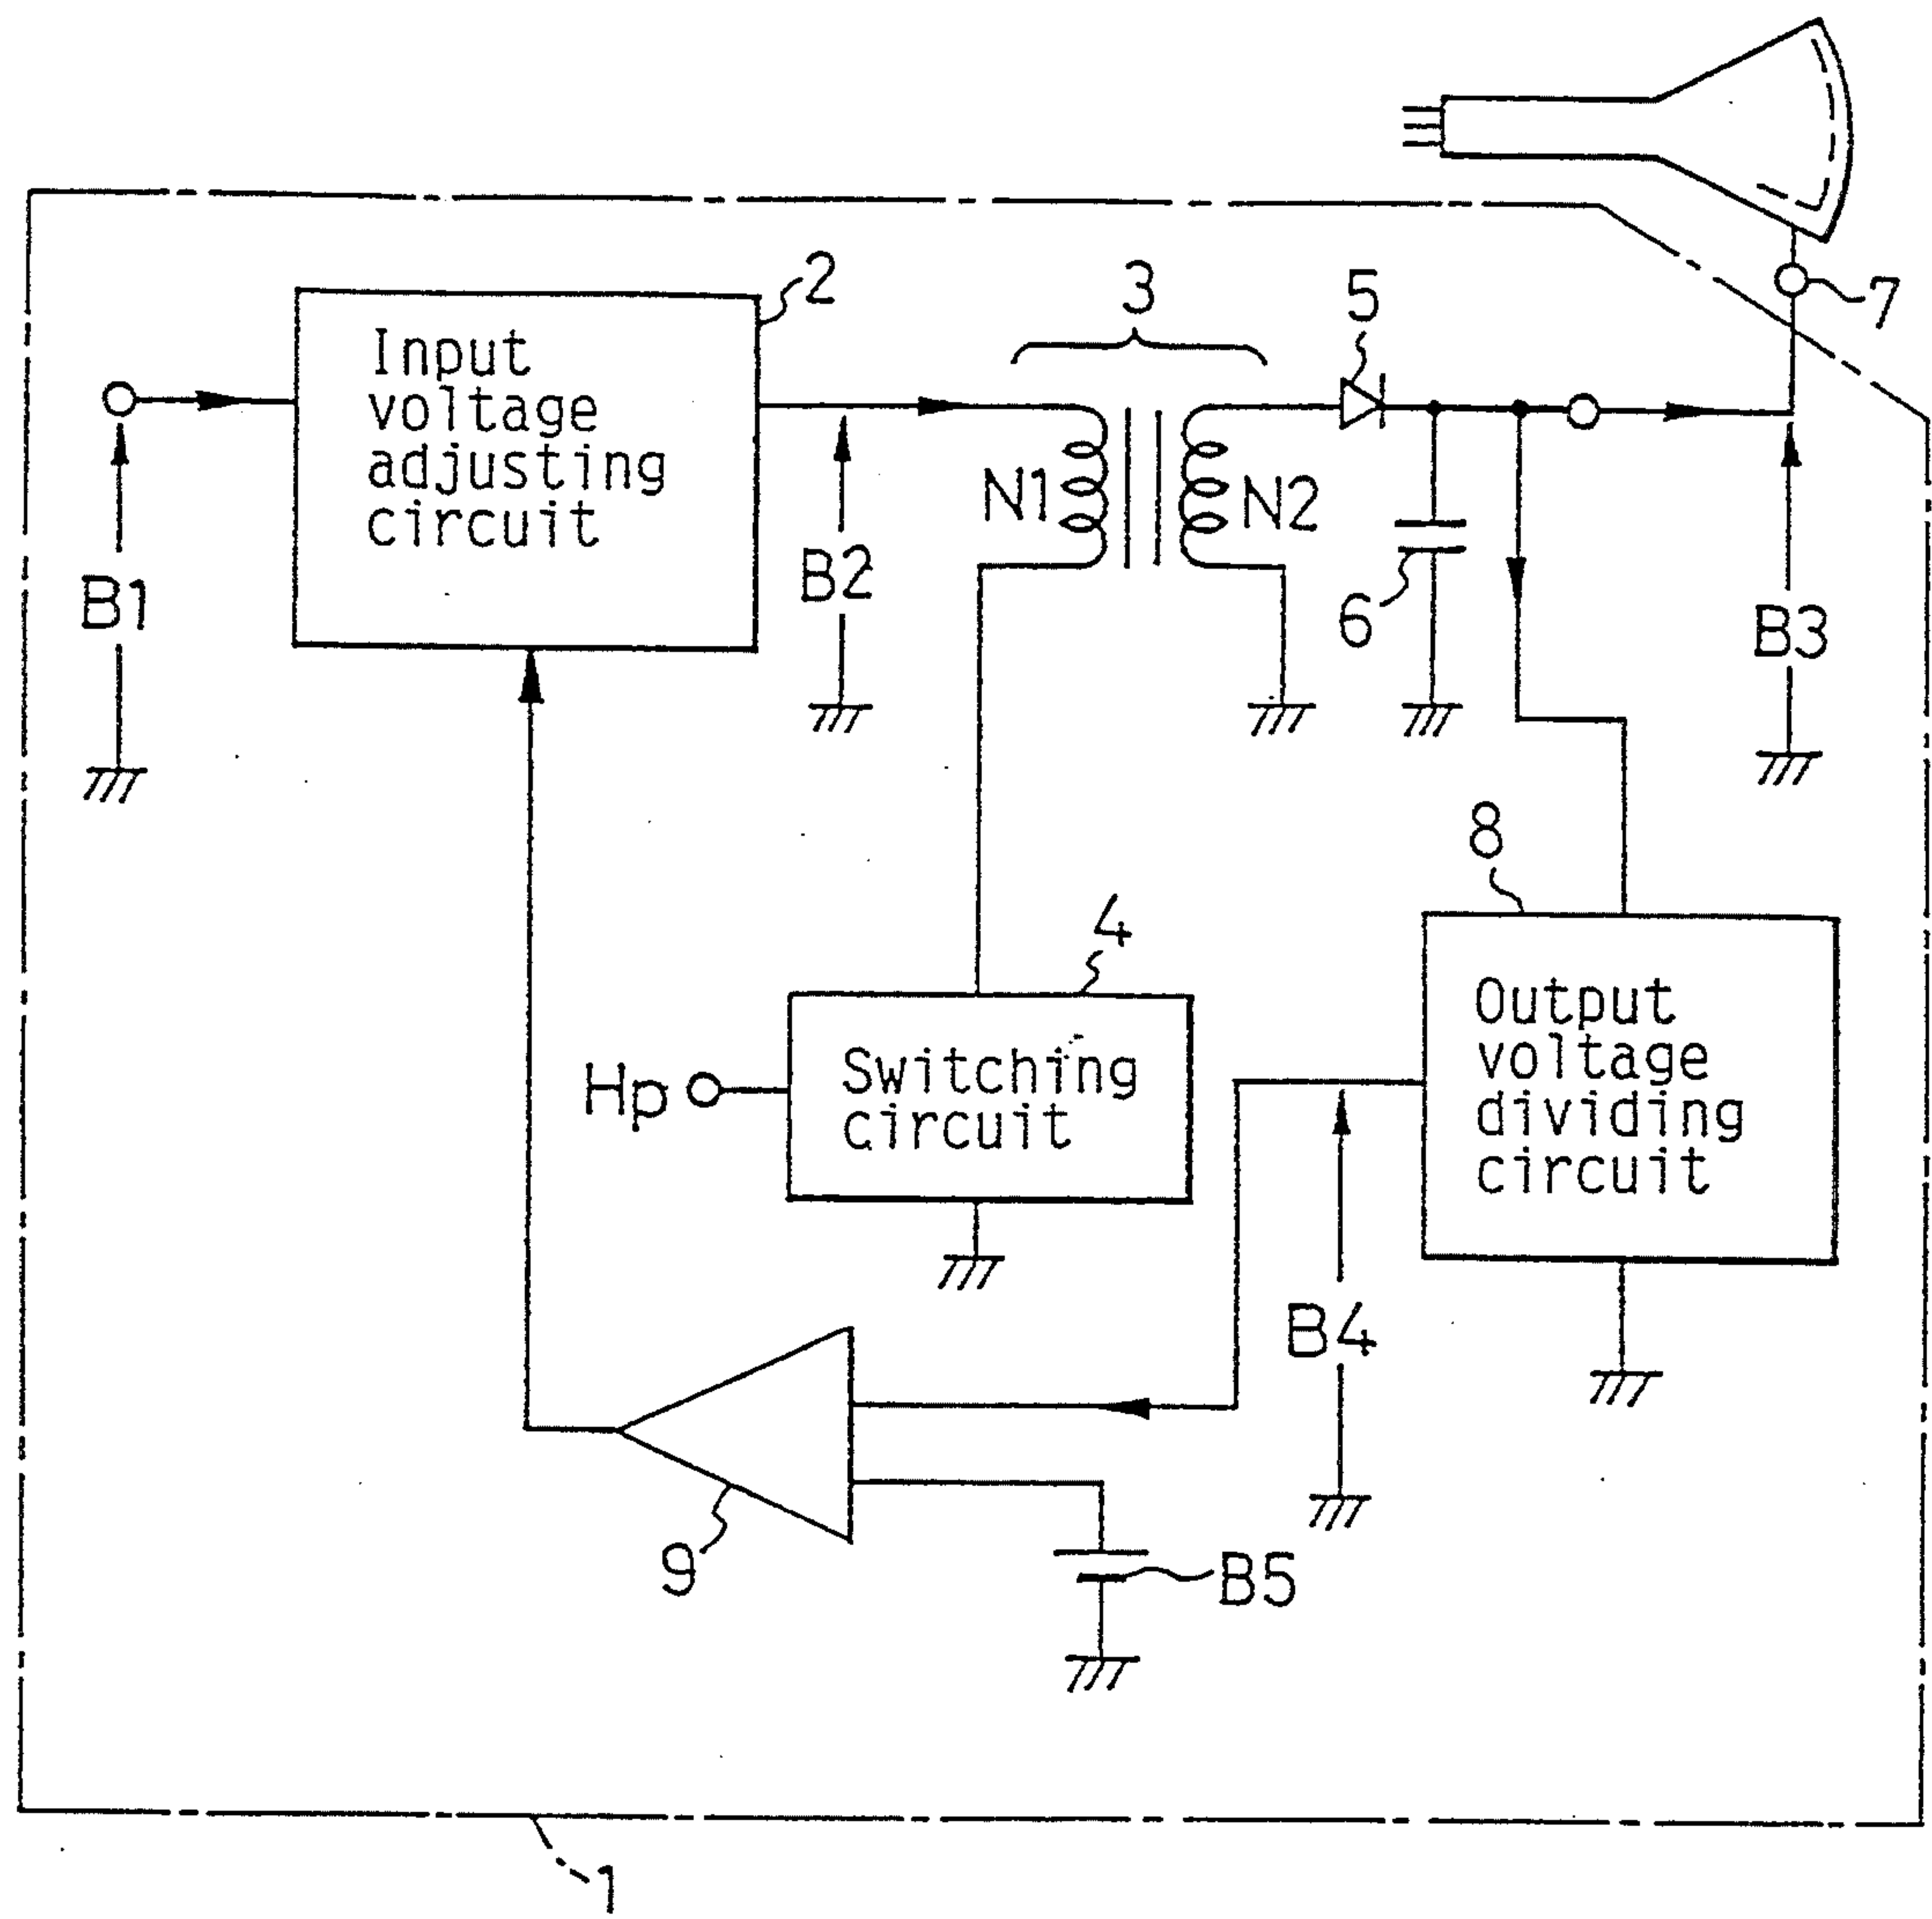 2
3
5
7
Input
voltage
adjusting
circuit
N1
N2
B1
B2
6
B3
8
4
Output
voltage
dividing
circuit
Hp
Switching
circuit
B4
9
B5
1